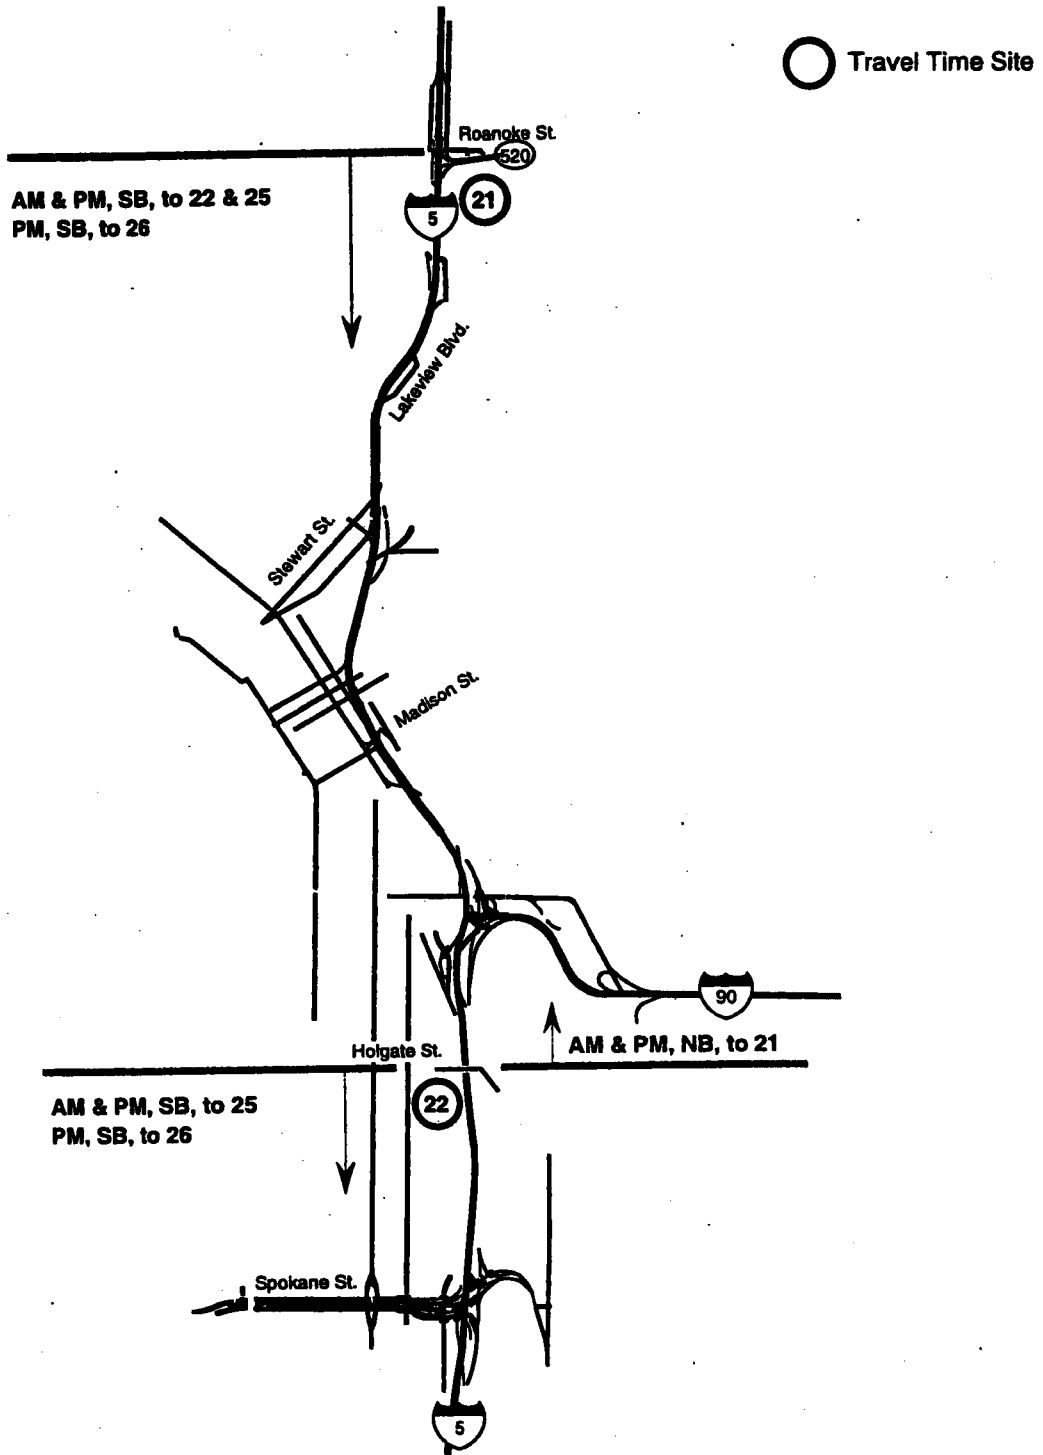 Travel Time Site
Roanoke St.
520
AM & PM, SB, to 22 & 25
PM, SB, to 26
21
5
Lakeview Blvd.
Stewart St.
Madison St.
90
AM & PM, NB, to 21
Holgate St.
AM & PM, SB, to 25
PM, SB, to 26
22
Spokane St.
5